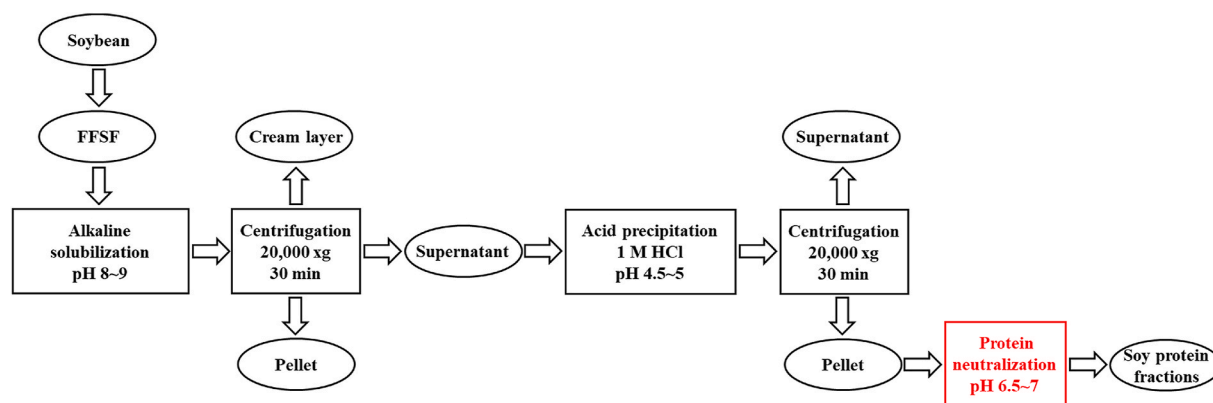 Soybean
FFSF
Cream layer
Supernatant
Alkaline
solubilization
pH 8~9
Centrifugation
20,000 xg
30 min
Supernatant
Acid precipitation
1 M HCl
pH 4.5~5
Centrifugation
20,000 xg
30 min
Pellet
Pellet
Protein
neutralization
pH 6.5~7
Soy protein
fractions